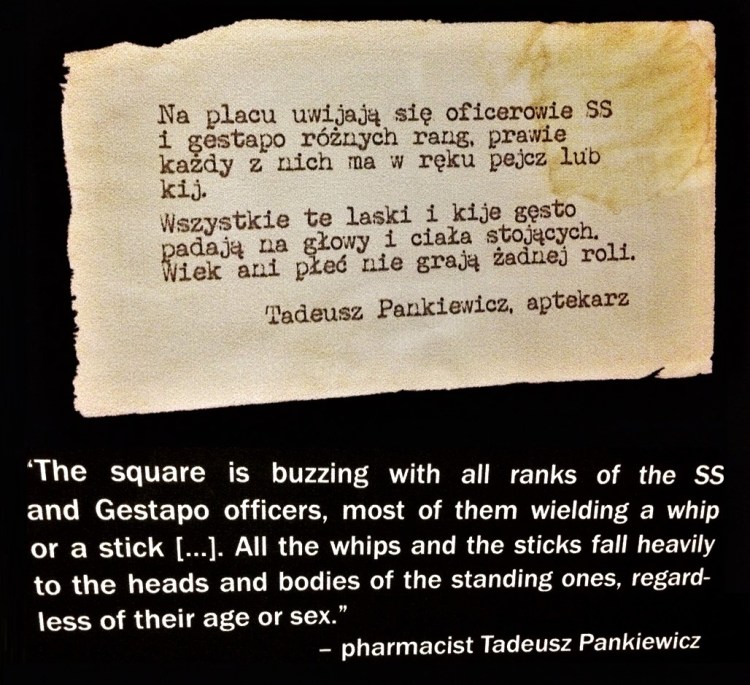 Na placu uwijają się oficerowie SS
i gestapo różnych rang, prawie
każdy z nich ma w ręku pejcz lub
kij.
Wszystkie te laski i kije gęsto
padają na głowy i ciała stojących.
Wiek ani płeć nie grają żadnej roli.
Tadeusz Pankiewicz, aptekarz
‘The square is buzzing with all ranks of the SS
and Gestapo officers, most of them wielding a whip
or a stick [...]. All the whips and the sticks fall heavily
to the heads and bodies of the standing ones, regard-
less of their age or sex.”
– pharmacist Tadeusz Pankiewicz